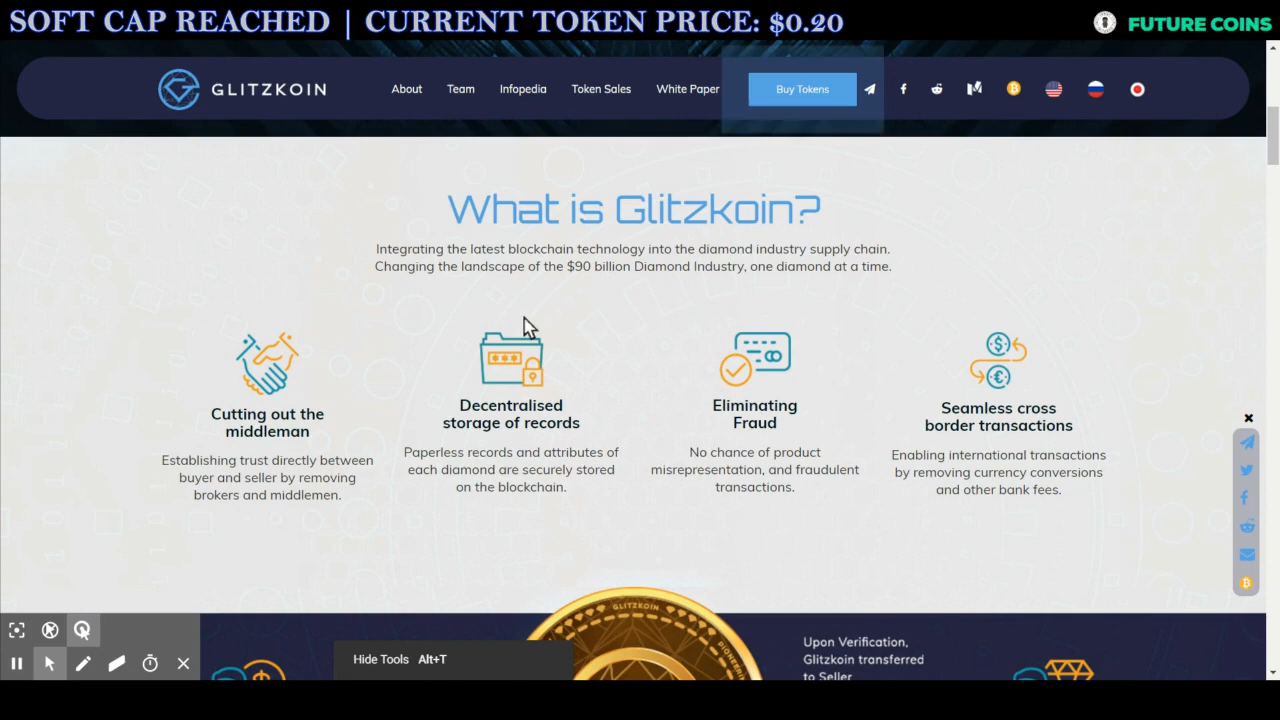 SOFT CAP REACHED | CURRENT TOKEN PRICE: $0.20
FUTURE COINS
GLITZKOIN
About
Team
Infopedia
Token Sales
White Paper
Buy Tokens
What is Glitzkoin?
Integrating the latest blockchain technology into the diamond industry supply chain.
Changing the landscape of the $90 billion Diamond Industry, one diamond at a time.
Cutting out the
middleman
Establishing trust directly between
buyer and seller by removing
brokers and middlemen.
Decentralised
storage of records
Paperless records and attributes of
each diamond are securely stored
on the blockchain.
Eliminating
Fraud
No chance of product
misrepresentation, and fraudulent
transactions.
Seamless cross
border transactions
Enabling international transactions
by removing currency conversions
and other bank fees.
GLITZKOIN
Hide Tools Alt+T
Upon Verification,
Glitzkoin transferred
to Seller